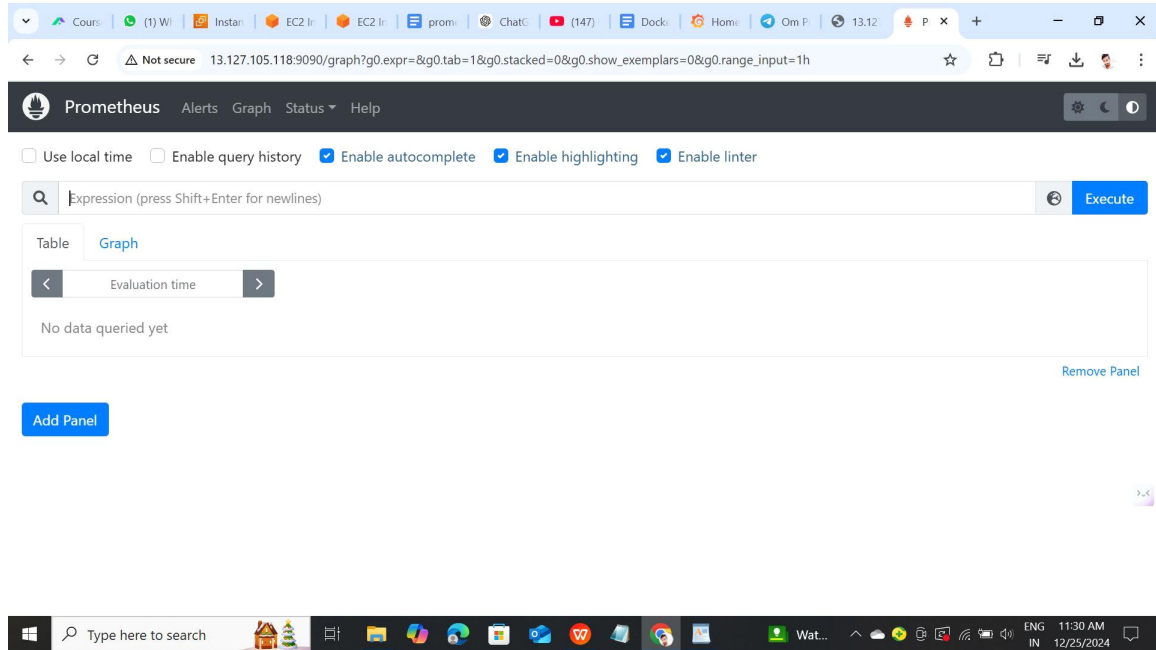 Cours (1) W Instan EC2 In EC2 In prome ChatG (147) Docke Home Om P 13.12 P
Not secure 13.127.105.118:9090/graph?g0.expr=&g0.tab=1&g0.stacked=0&g0.show_exemplars=0&g0.range_input=1h
Prometheus Alerts Graph Status Help
Use local time Enable query history Enable autocomplete Enable highlighting Enable linter
Expression (press Shift+Enter for newlines) Execute
Table Graph
Evaluation time
No data queried yet
Remove Panel
Add Panel
Type here to search Wat... ENG 11:30 AM
IN 12/25/2024